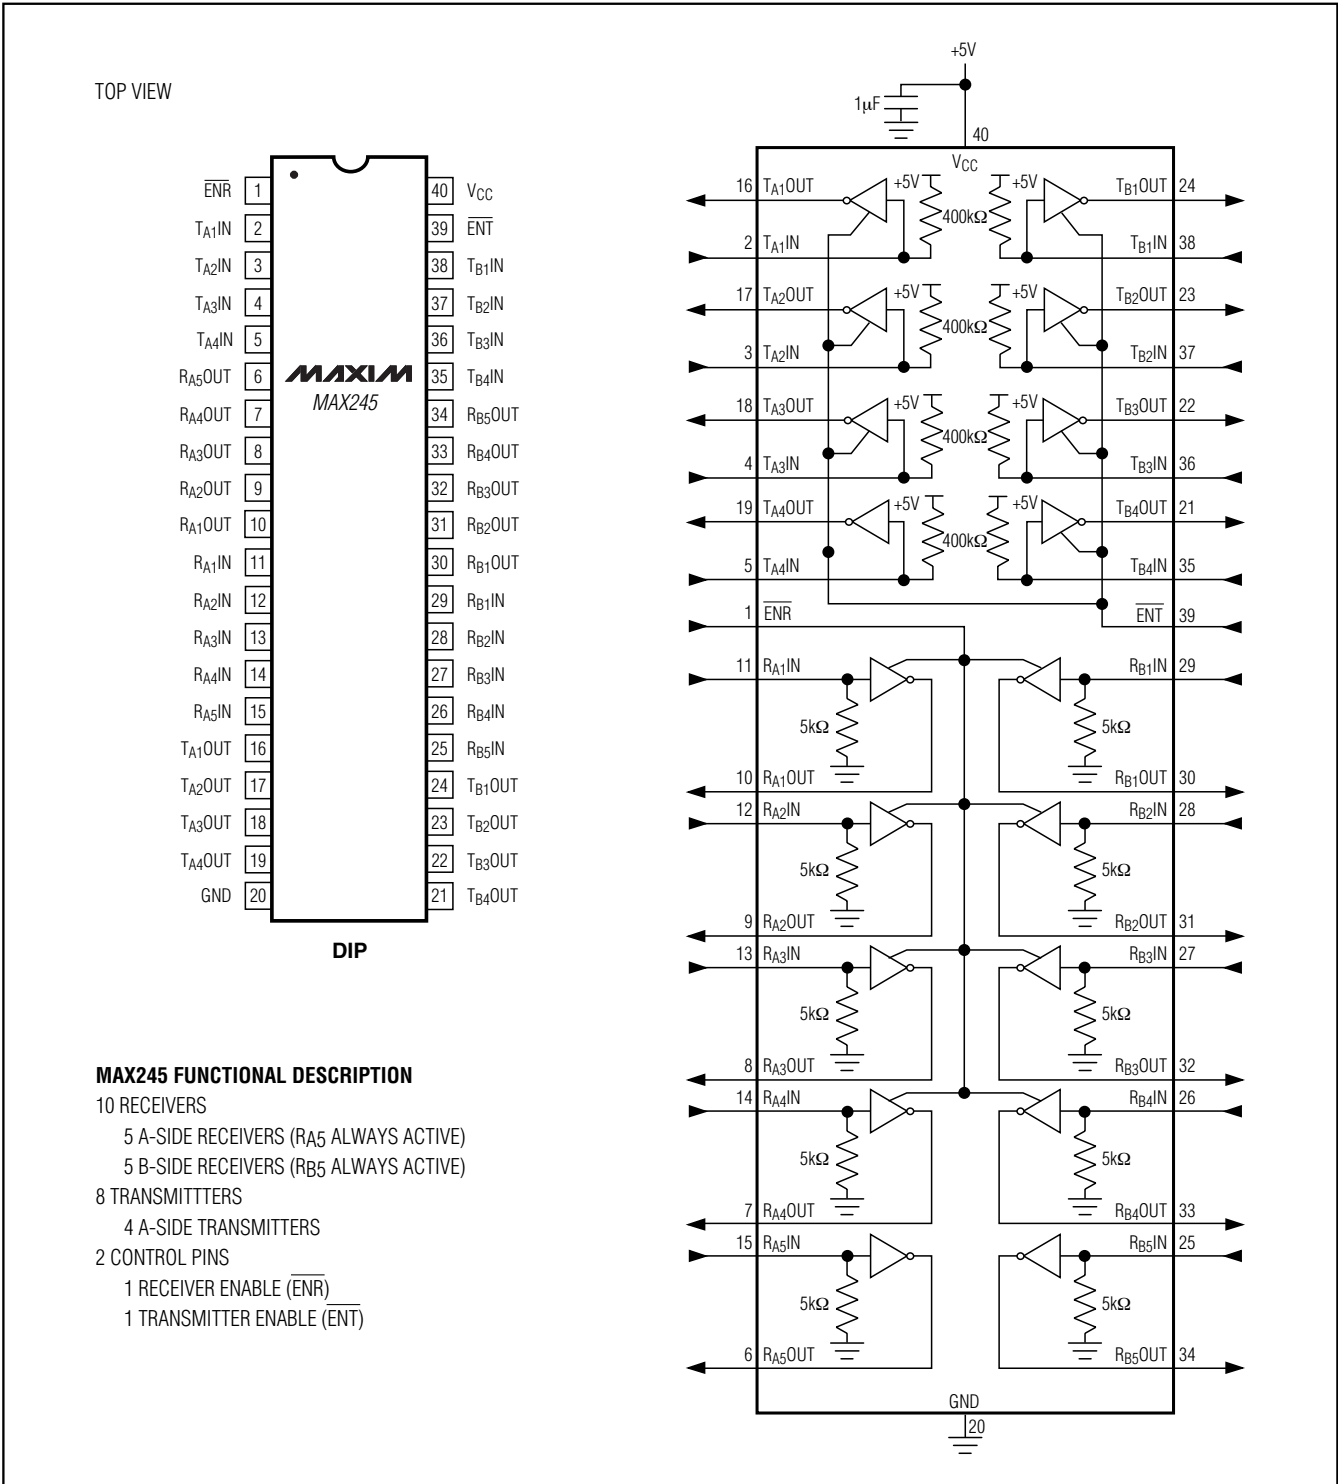 TOP VIEW
ENR 1
TA1IN 2
TA2IN 3
TA3IN 4
TA4IN 5
RA5OUT 6
RA4OUT 7
RA3OUT 8
RA2OUT 9
RA1OUT 10
RA1IN 11
RA2IN 12
RA3IN 13
RA4IN 14
RA5IN 15
TA1OUT 16
TA2OUT 17
TA3OUT 18
TA4OUT 19
GND 20
MAXIM
MAX245
40 VCC
39 ENT
38 TB1IN
37 TB2IN
36 TB3IN
35 TB4IN
34 RB5OUT
33 RB4OUT
32 RB3OUT
31 RB2OUT
30 RB1OUT
29 RB1IN
28 RB2IN
27 RB3IN
26 RB4IN
25 RB5IN
24 TB1OUT
23 TB2OUT
22 TB3OUT
21 TB4OUT
DIP
MAX245 FUNCTIONAL DESCRIPTION
10 RECEIVERS
5 A-SIDE RECEIVERS (RA5 ALWAYS ACTIVE)
5 B-SIDE RECEIVERS (RB5 ALWAYS ACTIVE)
8 TRANSMITTTERS
4 A-SIDE TRANSMITTERS
2 CONTROL PINS
1 RECEIVER ENABLE (ENR)
1 TRANSMITTER ENABLE (ENT)
+5V
1µF
40
VCC
16 TA1OUT +5V +5V TB1OUT 24
400kΩ
2 TA1IN TB1IN 38
17 TA2OUT +5V +5V TB2OUT 23
400kΩ
3 TA2IN TB2IN 37
18 TA3OUT +5V +5V TB3OUT 22
400kΩ
4 TA3IN TB3IN 36
19 TA4OUT +5V +5V TB4OUT 21
400kΩ
5 TA4IN TB4IN 35
1 ENR ENT 39
11 RA1IN RB1IN 29
5kΩ 5kΩ
10 RA1OUT RB1OUT 30
12 RA2IN RB2IN 28
5kΩ 5kΩ
9 RA2OUT RB2OUT 31
13 RA3IN RB3IN 27
5kΩ 5kΩ
8 RA3OUT RB3OUT 32
14 RA4IN RB4IN 26
5kΩ 5kΩ
7 RA4OUT RB4OUT 33
15 RA5IN RB5IN 25
5kΩ 5kΩ
6 RA5OUT RB5OUT 34
GND
20